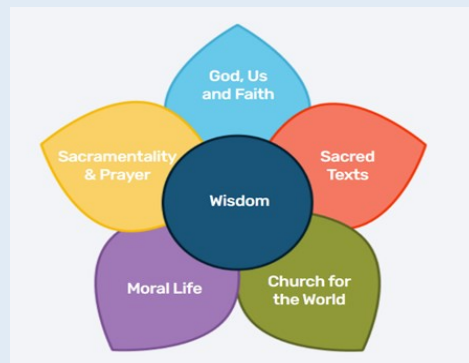 God, Us
and Faith
Sacramentality
& Prayer
Sacred
Texts
Wisdom
Moral Life
Church for
the World